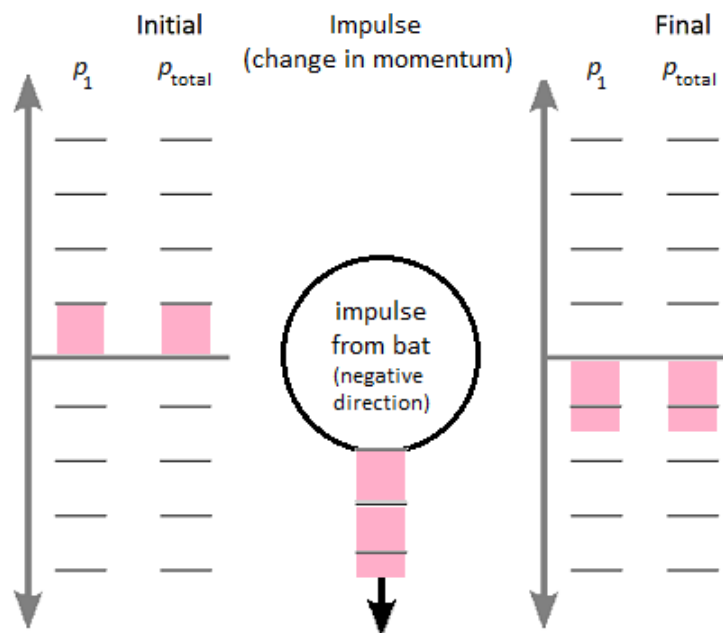 Initial
p1 ptotal
Impulse
(change in momentum)
impulse
from bat
(negative
direction)
Final
p1 ptotal